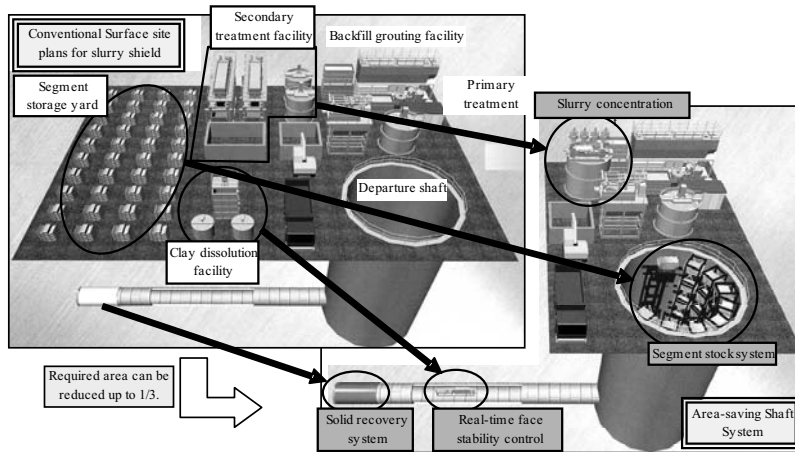 Conventional Surface site
plans for slurry shield
Secondary
treatment facility
Backfill grouting facility
Segment
storage yard
Primary
treatment
Slurry concentration
Departure shaft
Clay dissolution
facility
Segment stock system
Required area can be
reduced up to 1/3.
Solid recovery
system
Real-time face
stability control
Area-saving Shaft
System